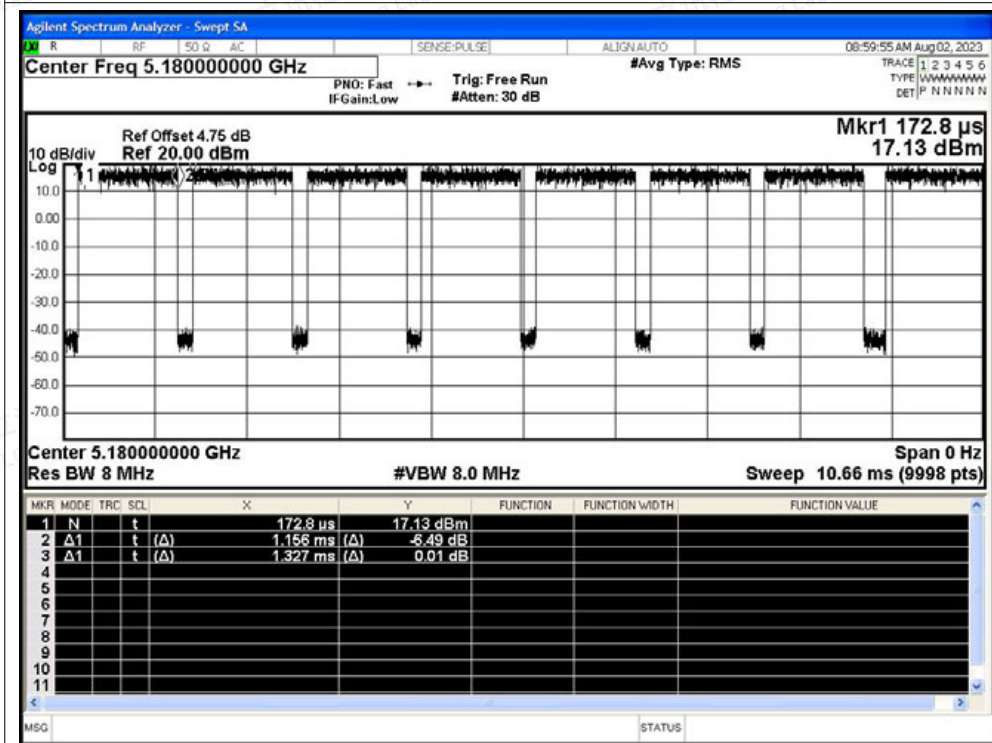 Agilent Spectrum Analyzer - Swept SA
R RF 50 Ω AC SENSE:PULSE ALIGN AUTO 08:59:55 AM Aug 02, 2023
Center Freq 5.180000000 GHz #Avg Type: RMS TRACE 1 2 3 4 5 6
PNO: Fast Trig: Free Run TYPE WWWWWW
IFGain:Low #Atten: 30 dB DET P N N N N N
Ref Offset 4.75 dB Mkr1 172.8 µs
10 dB/div Ref 20.00 dBm 17.13 dBm
Log
1
10.0
0.00
-10.0
-20.0
-30.0
-40.0
-50.0
-60.0
-70.0
Center 5.180000000 GHz Span 0 Hz
Res BW 8 MHz #VBW 8.0 MHz Sweep 10.66 ms (9998 pts)
MKR MODE TRC SCL X Y FUNCTION FUNCTION WIDTH FUNCTION VALUE
1 N t 172.8 µs 17.13 dBm
2 Δ1 t (Δ) 1.156 ms (Δ) -6.49 dB
3 Δ1 t (Δ) 1.327 ms (Δ) 0.01 dB
4
5
6
7
8
9
10
11
MSG STATUS